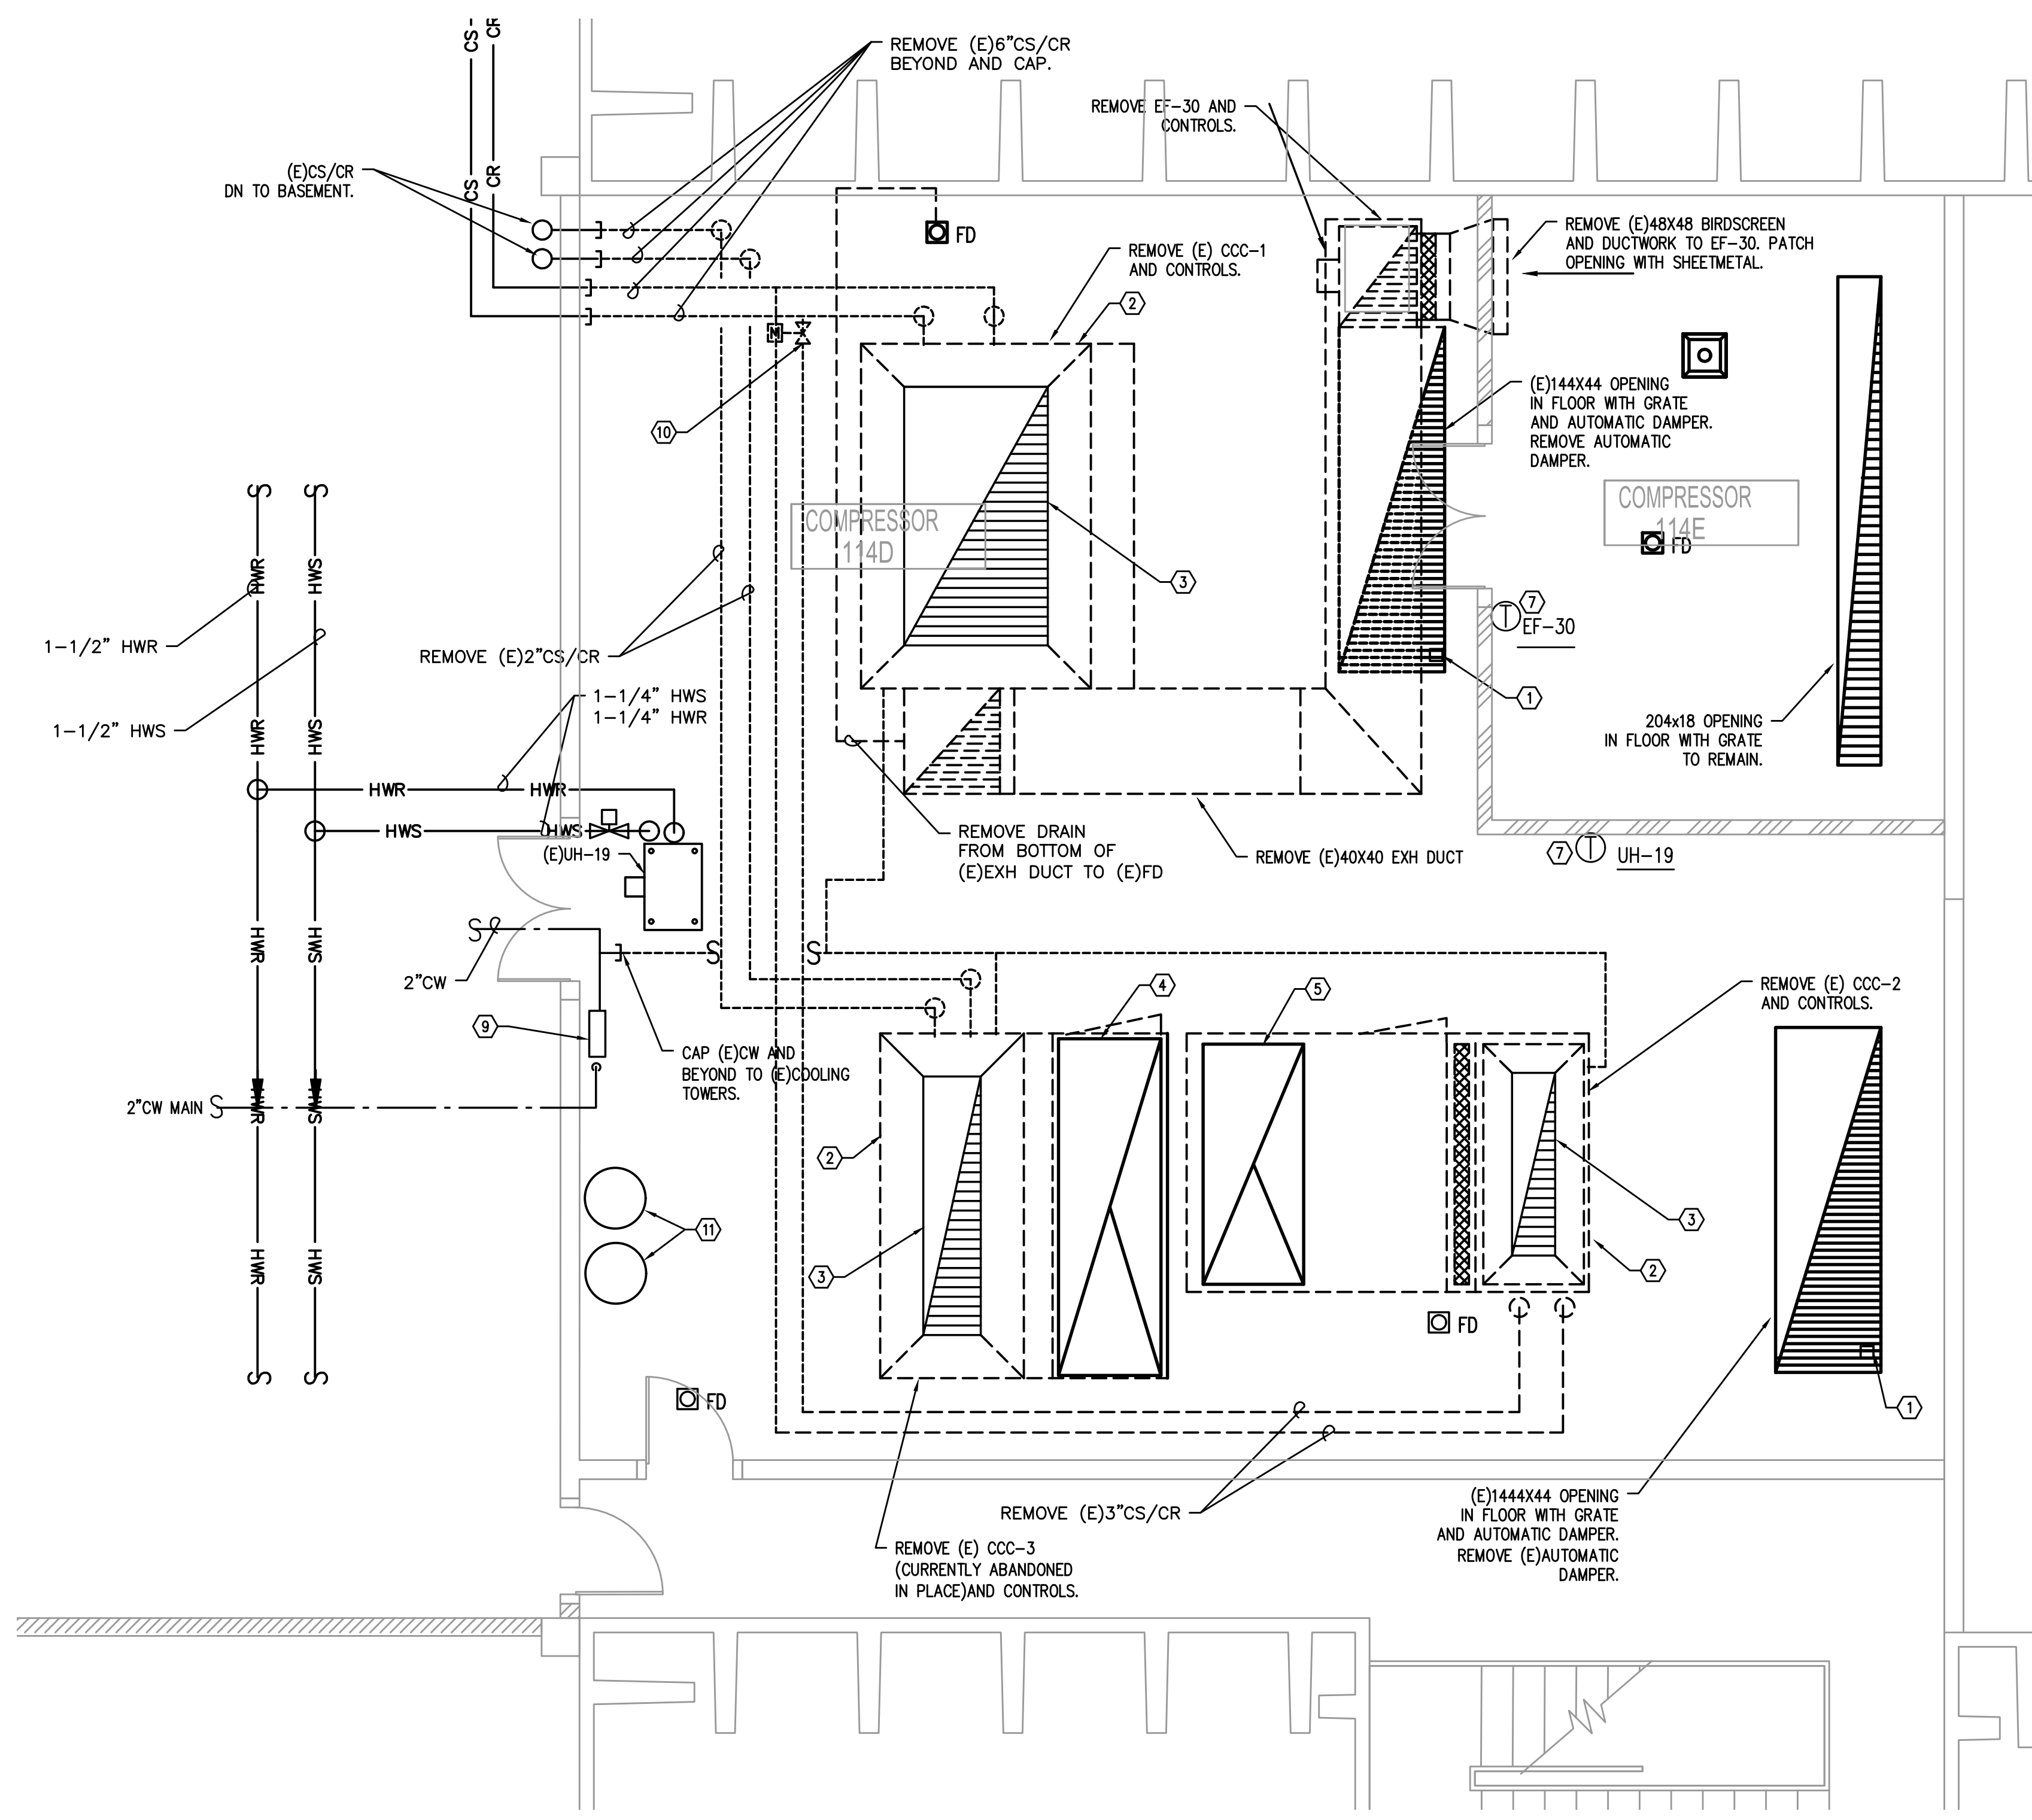 CS
CR
REMOVE (E)6"CS/CR
BEYOND AND CAP.
REMOVE EF-30 AND
CONTROLS.
(E)CS/CR
DN TO BASEMENT.
CS
CR
FD
REMOVE (E) CCC-1
AND CONTROLS.
REMOVE (E)48X48 BIRDSCREEN
AND DUCTWORK TO EF-30. PATCH
OPENING WITH SHEETMETAL.
2
M
10
(E)144X44 OPENING
IN FLOOR WITH GRATE
AND AUTOMATIC DAMPER.
REMOVE AUTOMATIC
DAMPER.
COMPRESSOR
114D
COMPRESSOR
114E
FD
3
HWR
HWS
1-1/2" HWR
1-1/2" HWS
REMOVE (E)2"CS/CR
1-1/4" HWS
1-1/4" HWR
7
T
EF-30
1
204x18 OPENING
IN FLOOR WITH GRATE
TO REMAIN.
HWR
HWS
HWR
HWR
HWS
HWS
(E)UH-19
REMOVE DRAIN
FROM BOTTOM OF
(E)EXH DUCT TO (E)FD
REMOVE (E)40X40 EXH DUCT
7
T
UH-19
HWR
HWS
2"CW
9
CAP (E)CW AND
BEYOND TO (E)COOLING
TOWERS.
4
5
REMOVE (E) CCC-2
AND CONTROLS.
2"CW MAIN
HWR
HWS
2
3
11
3
2
HWR
HWS
FD
FD
1
REMOVE (E)3"CS/CR
REMOVE (E) CCC-3
(CURRENTLY ABANDONED
IN PLACE)AND CONTROLS.
(E)1444X44 OPENING
IN FLOOR WITH GRATE
AND AUTOMATIC DAMPER.
REMOVE (E)AUTOMATIC
DAMPER.